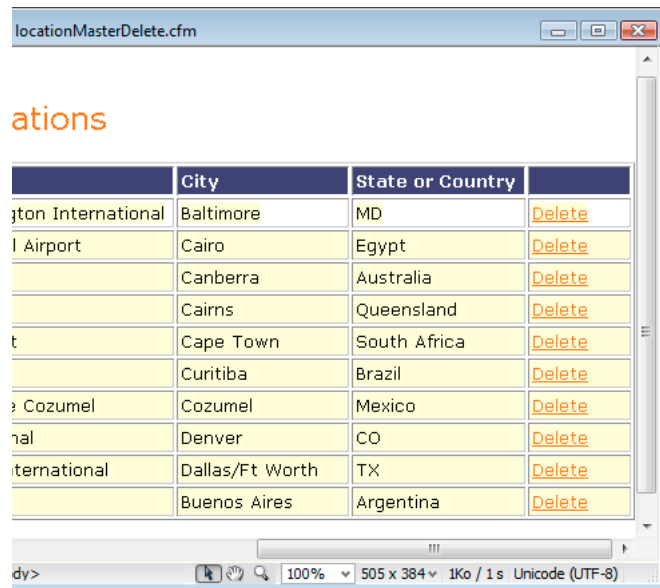 locationMasterDelete.cfm
ations
City State or Country
gton International Baltimore MD Delete
l Airport Cairo Egypt Delete
Canberra Australia Delete
Cairns Queensland Delete
t Cape Town South Africa Delete
Curitiba Brazil Delete
e Cozumel Cozumel Mexico Delete
nal Denver CO Delete
ternational Dallas/Ft Worth TX Delete
Buenos Aires Argentina Delete
dy> 100% 505 x 384 1Ko / 1 s Unicode (UTF-8)